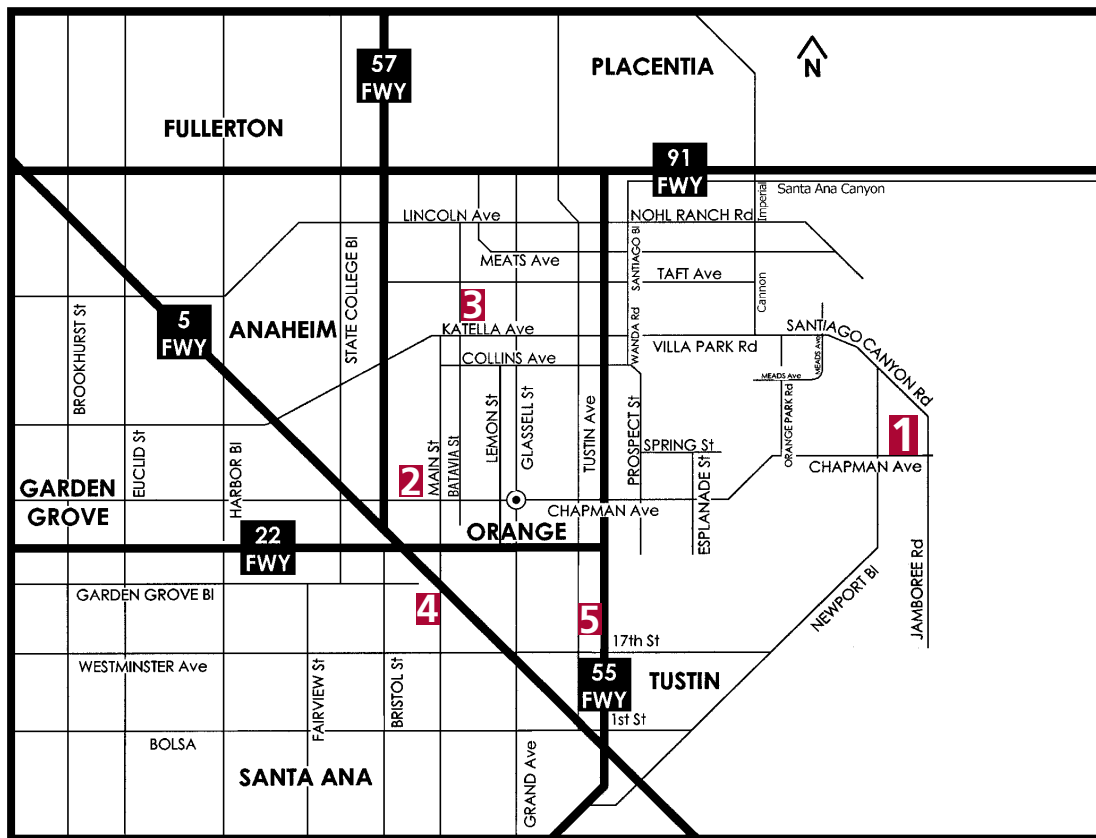 57
FWY
PLACENTIA
N
FULLERTON
91
FWY
Santa Ana Canyon
Imperial
LINCOLN Ave
NOHL RANCH Rd
SANTIAGO Bl
STATE COLLEGE Bl
MEATS Ave
TAFT Ave
Cannon
3
5
FWY
ANAHEIM
BROOKHURST St
KATELLA Ave
WANDA Rd
VILLA PARK Rd
SANTIAGO CANYON Rd
COLLINS Ave
MEADS Ave
MEADS Ave
ORANGE PARK Rd
1
EUCLID St
HARBOR Bl
MAIN St
BATAVIA St
LEMON St
GLASSELL St
TUSTIN Ave
PROSPECT St
SPRING St
ESPLANADE St
CHAPMAN Ave
2
GARDEN
GROVE
CHAPMAN Ave
ORANGE
22
FWY
GARDEN GROVE Bl
4
5
NEWPORT Bl
JAMBOREE Rd
17th St
WESTMINSTER Ave
FAIRVIEW St
BRISTOL St
55
FWY
TUSTIN
1st St
BOLSA
SANTA ANA
GRAND Ave